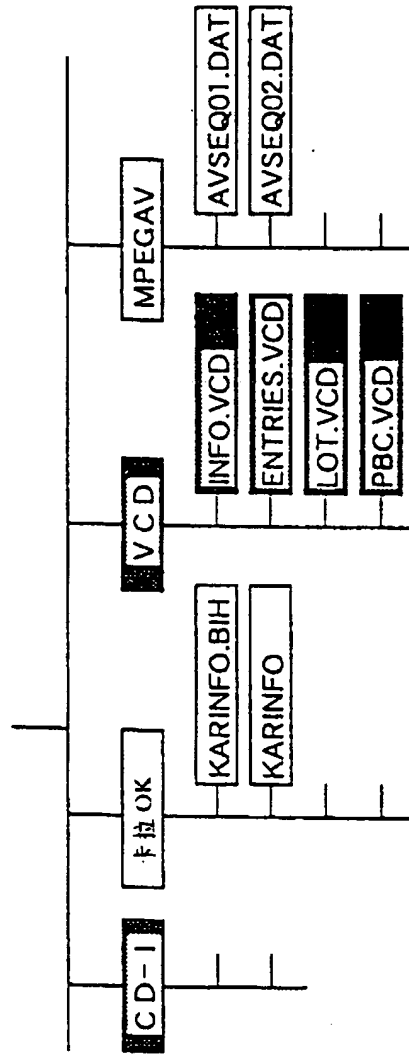 CD-I
卡拉OK
KARINFO.BIH
KARINFO
VCD
INFO.VCD
ENTRIES.VCD
LOT.VCD
PBC.VCD
MPEGAV
AVSEQ01.DAT
AVSEQ02.DAT